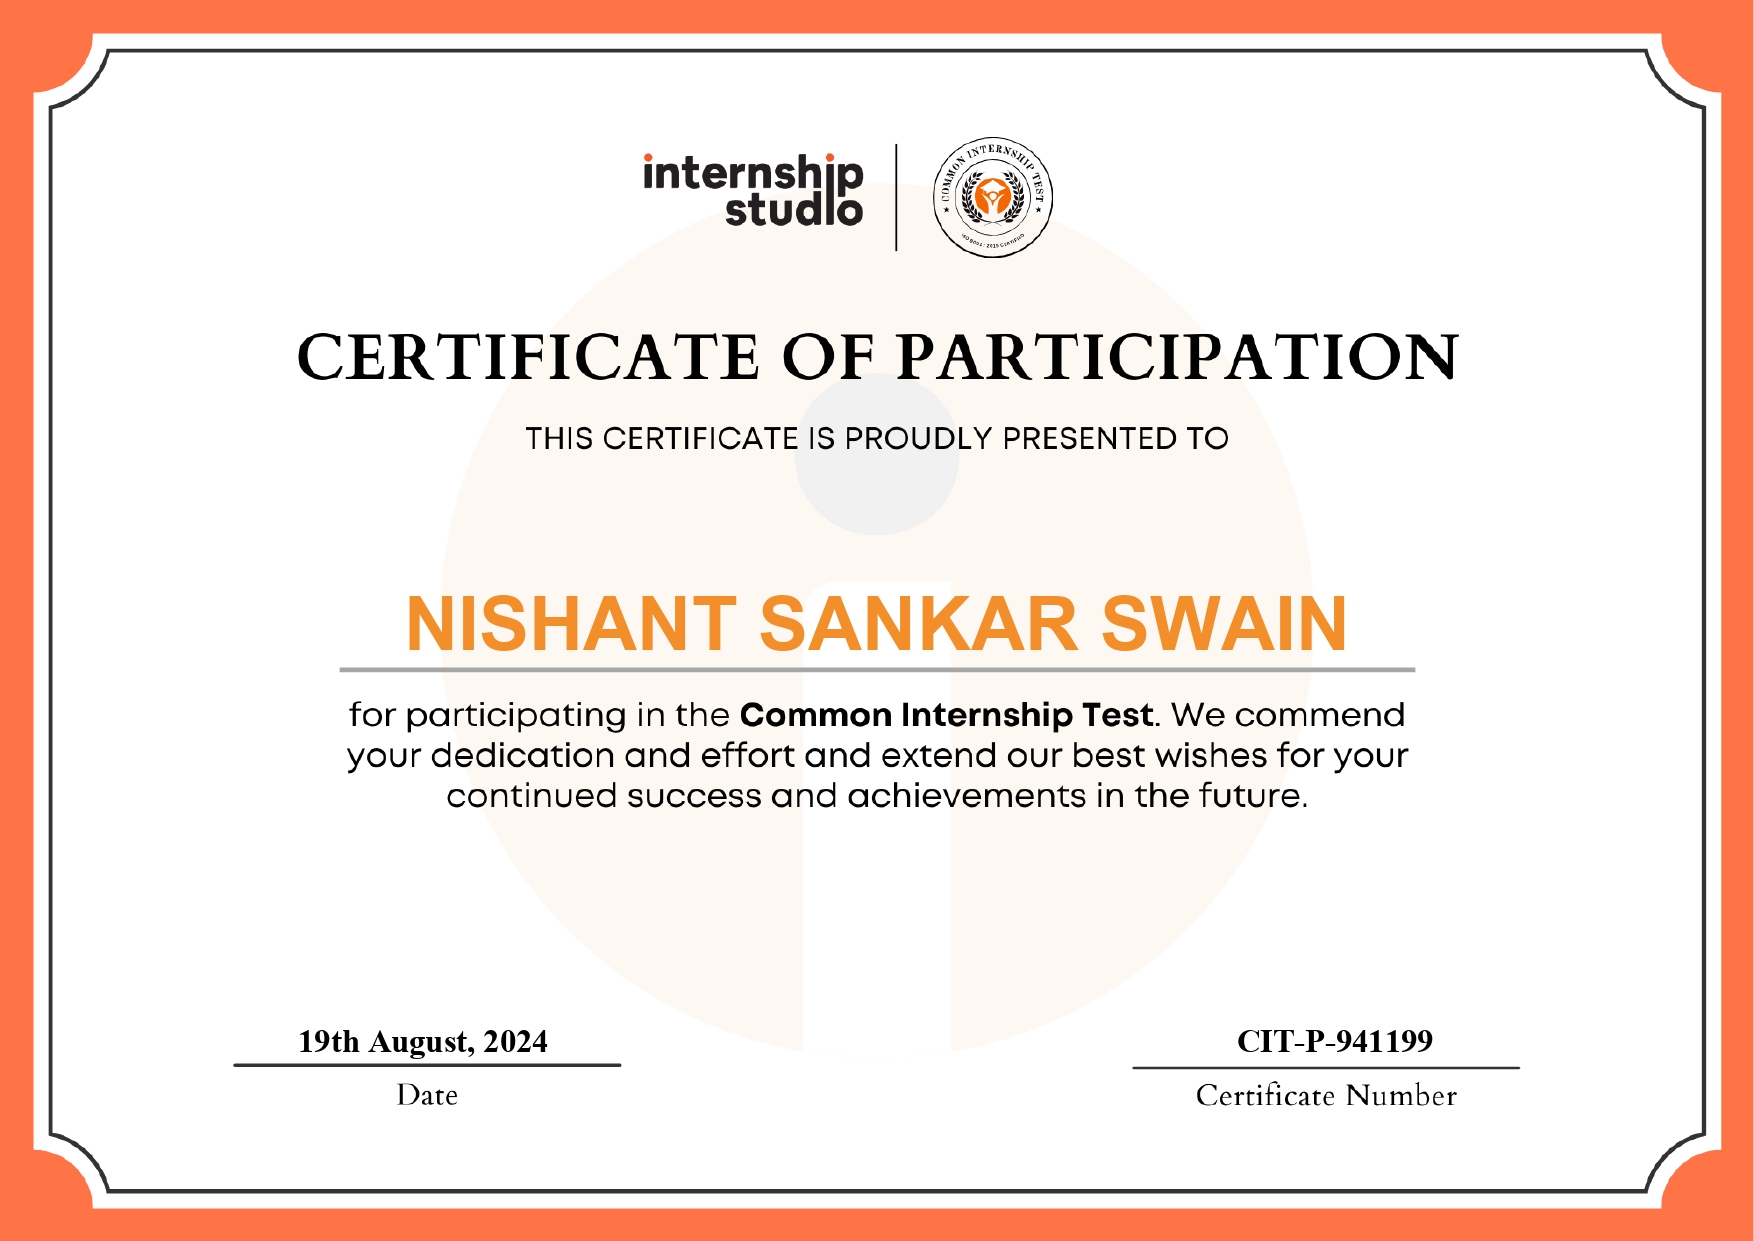 internship
studio
COMMON INTERNSHIP TEST
ISO 9001 : 2015 CERTIFIED
CERTIFICATE OF PARTICIPATION
THIS CERTIFICATE IS PROUDLY PRESENTED TO
NISHANT SANKAR SWAIN
for participating in the Common Internship Test. We commend
your dedication and effort and extend our best wishes for your
continued success and achievements in the future.
19th August, 2024
Date
CIT-P-941199
Certificate Number